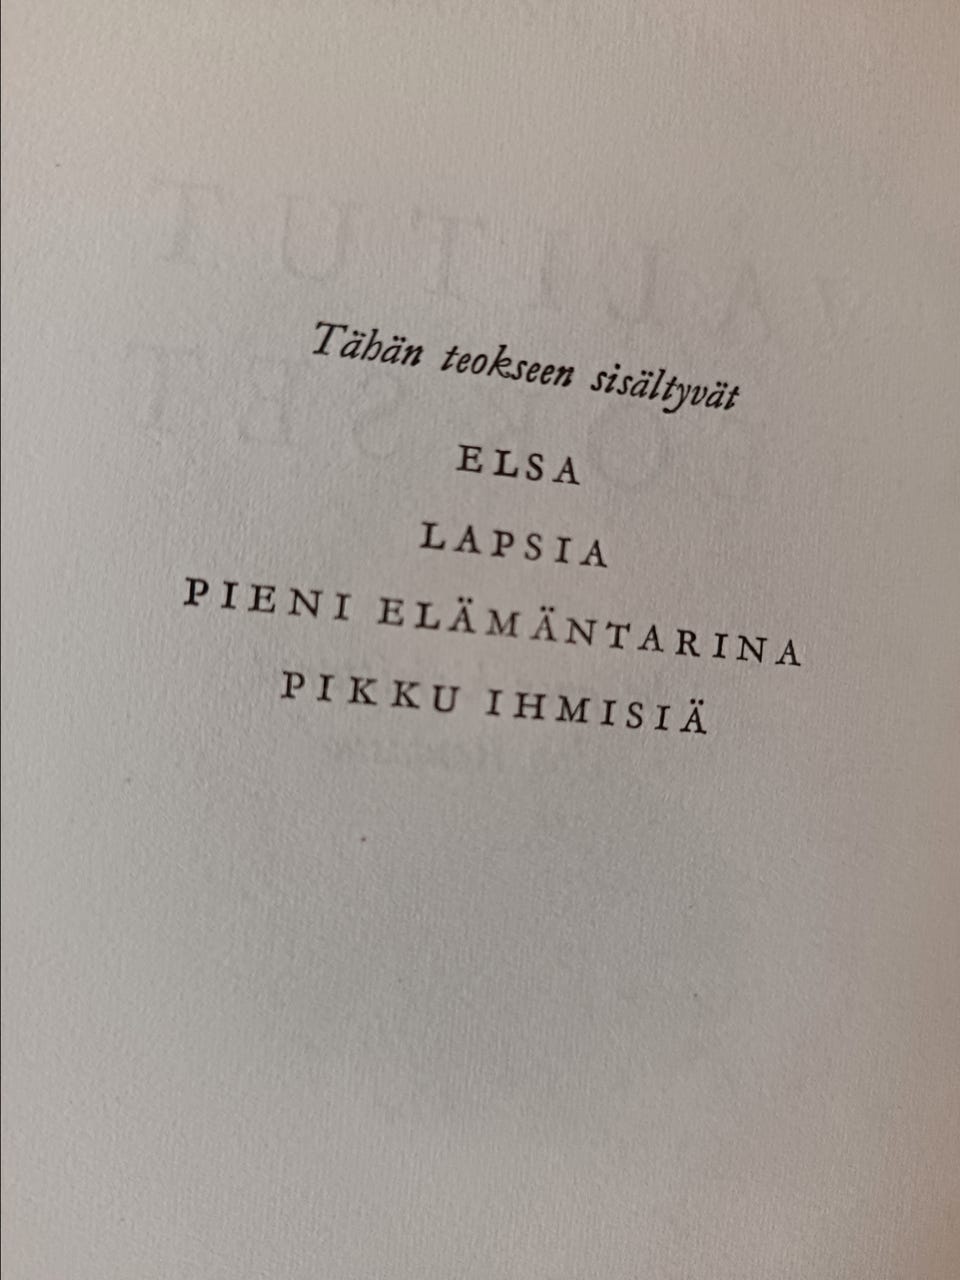 Tähän teokseen sisältyvät
ELSA
LAPSIA
PIENI ELÄMÄNTARINA
PIKKU IHMISIÄ